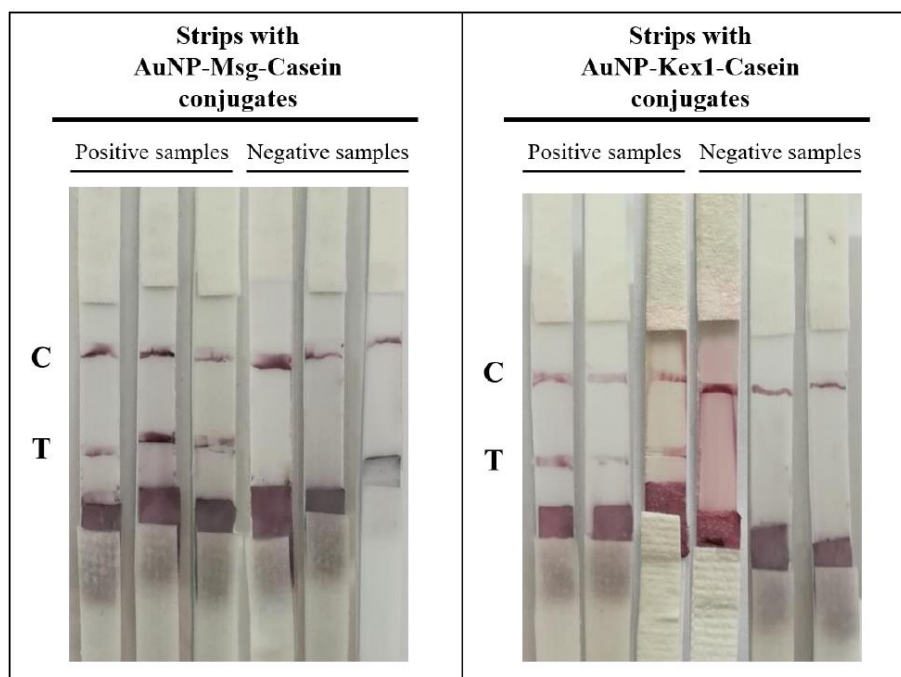 Strips with
AuNP-Msg-Casein
conjugates
Positive samples Negative samples
C
T
Strips with
AuNP-Kex1-Casein
conjugates
Positive samples Negative samples
C
T